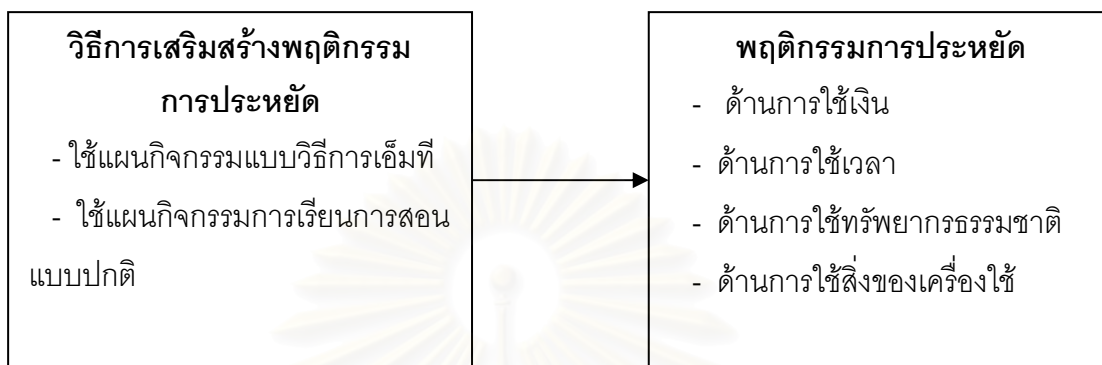 วิธีการเสริมสร้างพฤติกรรม
การประหยัด
- ใช้แผนกิจกรรมแบบวิธีการเอ็มที
- ใช้แผนกิจกรรมการเรียนการสอน
แบบปกติ
พฤติกรรมการประหยัด
- ด้านการใช้เงิน
- ด้านการใช้เวลา
- ด้านการใช้ทรัพยากรธรรมชาติ
- ด้านการใช้สิ่งของเครื่องใช้